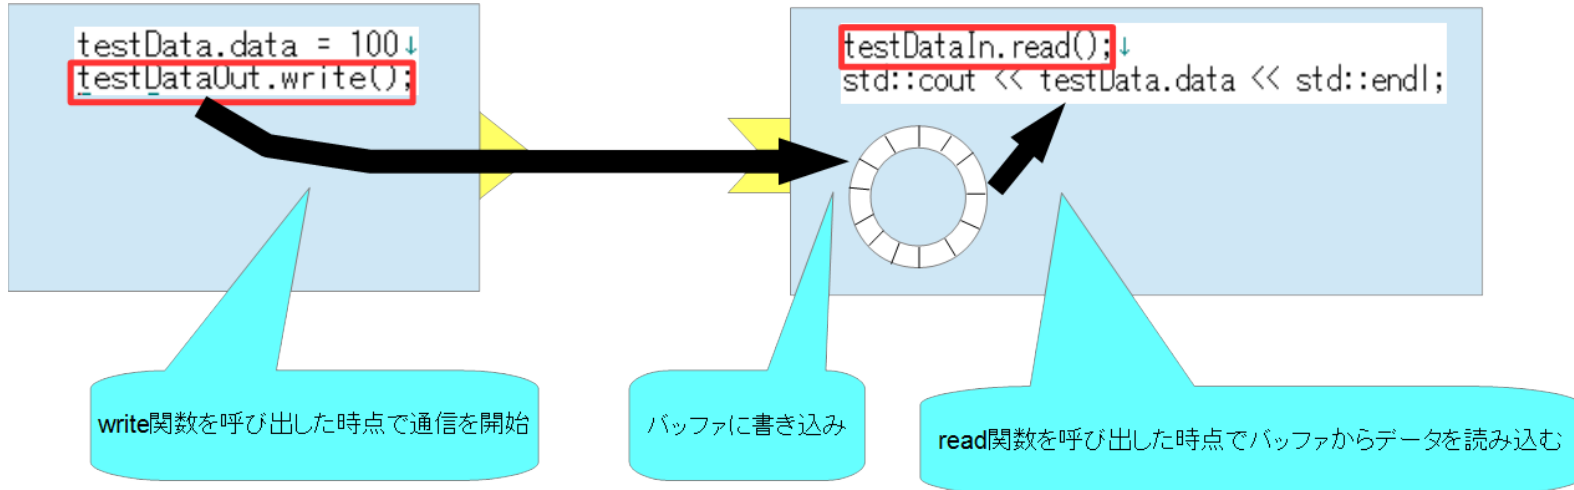 testData.data = 100↓
testDataOut.write();
testDataIn.read();↓
std::cout << testData.data << std::endl;
write関数を呼び出した時点で通信を開始
バッファに書き込み
read関数を呼び出した時点でバッファからデータを読み込む